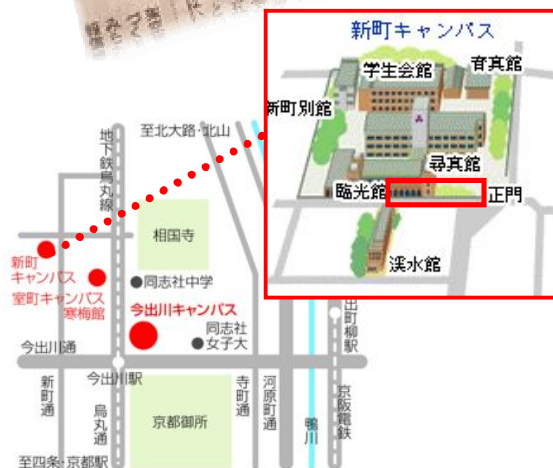 新町キャンパス
学生会館
育真館
新町別館
尋真館
臨光館
正門
渓水館
地下鉄烏丸線
至北大路・北山
相国寺
新町
キャンパス
室町キャンパス
寒梅館
●同志社中学
今出川キャンパス
同志社
●女子大
出町柳駅
今出川通
今出川駅
新町通
烏丸通
京都御所
寺町通
河原町通
鴨川
京阪電鉄
至四条・京都駅